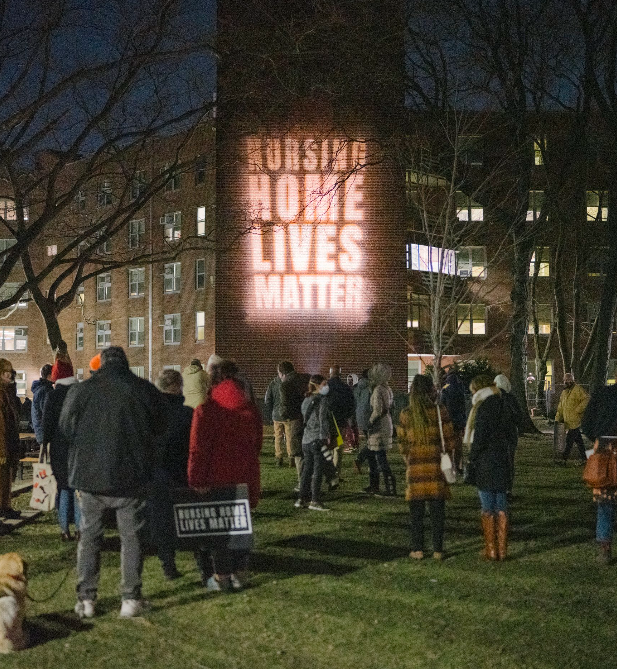 NURSING
HOME
LIVES
MATTER
NURSING HOME
LIVES MATTER